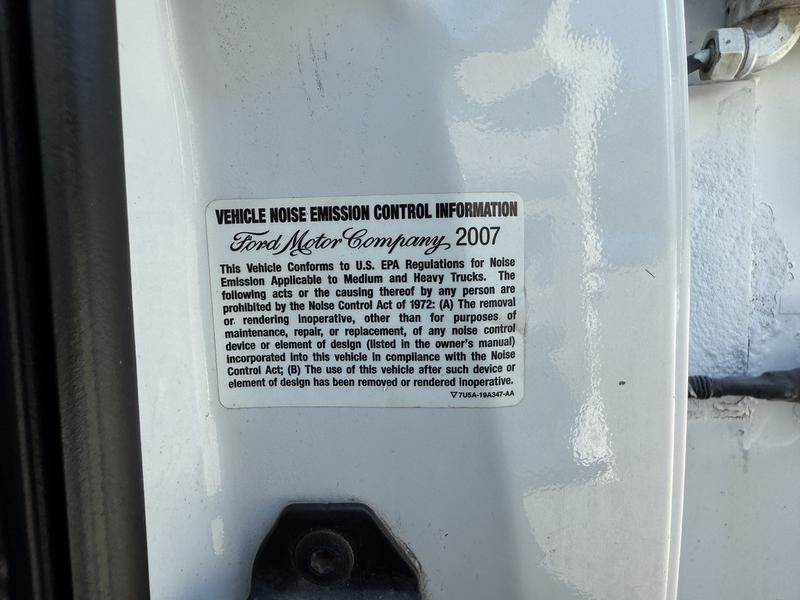 VEHICLE NOISE EMISSION CONTROL INFORMATION
Ford Motor Company, 2007
This Vehicle Conforms to U.S. EPA Regulations for Noise
Emission Applicable to Medium and Heavy Trucks. The
following acts or the causing thereof by any person are
prohibited by the Noise Control Act of 1972: (A) The removal
or rendering inoperative, other than for purposes of
maintenance, repair, or replacement, of any noise control
device or element of design (listed in the owner's manual)
incorporated into this vehicle in compliance with the Noise
Control Act; (B) The use of this vehicle after such device or
element of design has been removed or rendered inoperative.
▽7U5A-19A347-AA